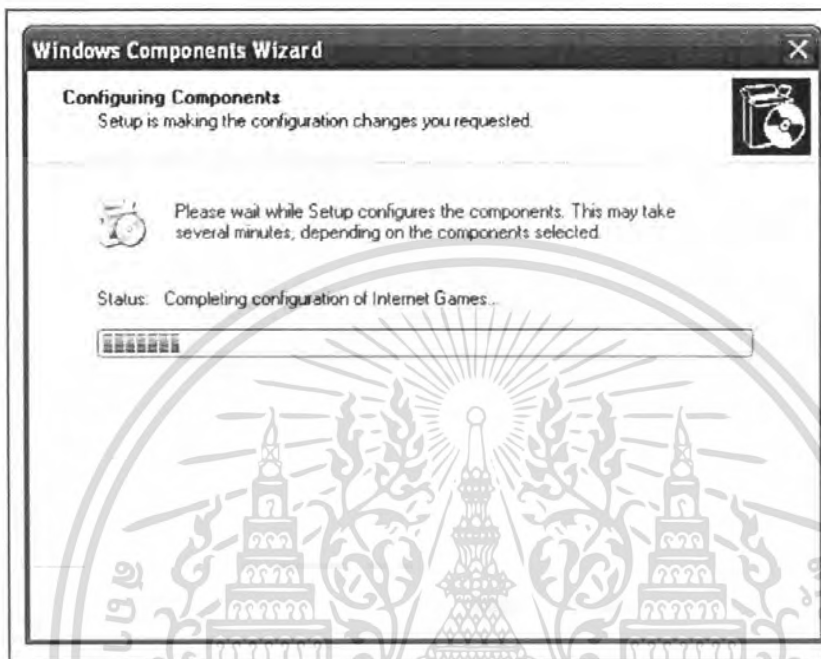 Windows Components Wizard
Configuring Components
Setup is making the configuration changes you requested.
Please wait while Setup configures the components. This may take
several minutes, depending on the components selected.
Status: Completing configuration of Internet Games...